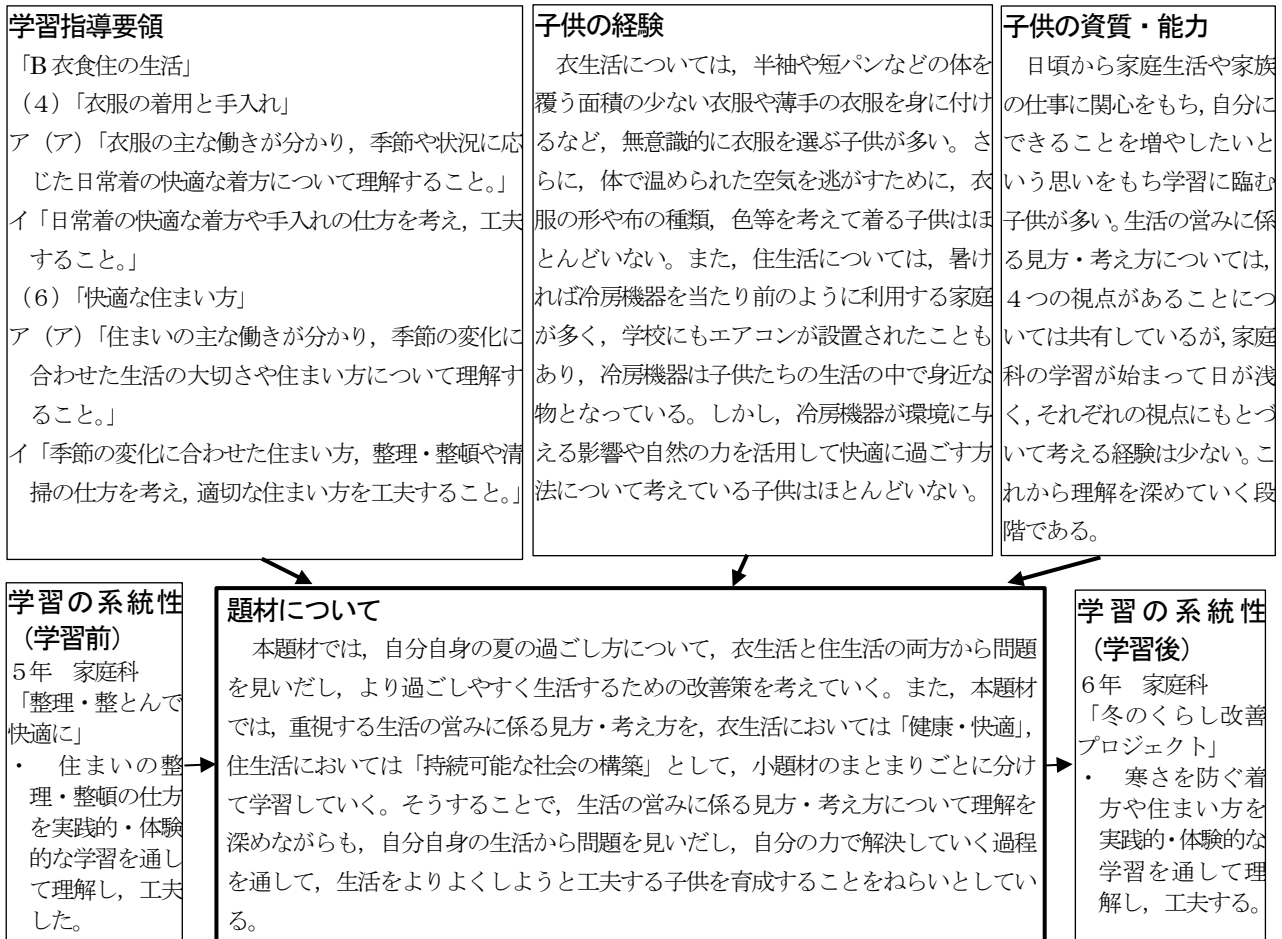 学習指導要領
「B 衣食住の生活」
（4）「衣服の着用と手入れ」
ア（ア）「衣服の主な働きが分かり，季節や状況に応
じた日常着の快適な着方について理解すること。」
イ「日常着の快適な着方や手入れの仕方を考え，工夫
すること。」
（6）「快適な住まい方」
ア（ア）「住まいの主な働きが分かり，季節の変化に
合わせた生活の大切さや住まい方について理解す
ること。」
イ「季節の変化に合わせた住まい方，整理・整頓や清
掃の仕方を考え，適切な住まい方を工夫すること。」
子供の経験
衣生活については，半袖や短パンなどの体を
覆う面積の少ない衣服や薄手の衣服を身に付け
るなど，無意識的に衣服を選ぶ子供が多い。さ
らに，体で温められた空気を逃がすために，衣
服の形や布の種類，色等を考えて着る子供はほ
とんどいない。また，住生活については，暑け
れば冷房機器を当たり前のように利用する家庭
が多く，学校にもエアコンが設置されたことも
あり，冷房機器は子供たちの生活の中で身近な
物となっている。しかし，冷房機器が環境に与
える影響や自然の力を活用して快適に過ごす方
法について考えている子供はほとんどいない。
子供の資質・能力
日頃から家庭生活や家族
の仕事に関心をもち，自分に
できることを増やしたいと
いう思いをもち学習に臨む
子供が多い。生活の営みに係
る見方・考え方については，
４つの視点があることにつ
いては共有しているが，家庭
科の学習が始まって日が浅
く，それぞれの視点にもとづ
いて考える経験は少ない。こ
れから理解を深めていく段
階である。
学習の系統性
（学習前）
5年　家庭科
「整理・整とんで
快適に」
・　住まいの整
理・整頓の仕方
を実践的・体験
的な学習を通し
て理解し，工夫
した。
題材について
本題材では，自分自身の夏の過ごし方について，衣生活と住生活の両方から問題
を見いだし，より過ごしやすく生活するための改善策を考えていく。また，本題材
では，重視する生活の営みに係る見方・考え方を，衣生活においては「健康・快適」，
住生活においては「持続可能な社会の構築」として，小題材のまとまりごとに分け
て学習していく。そうすることで，生活の営みに係る見方・考え方について理解を
深めながらも，自分自身の生活から問題を見いだし，自分の力で解決していく過程
を通して，生活をよりよくしようと工夫する子供を育成することをねらいとしてい
る。
学習の系統性
（学習後）
6年　家庭科
「冬のくらし改善
プロジェクト」
・　寒さを防ぐ着
方や住まい方を
実践的・体験的な
学習を通して理
解し，工夫する。